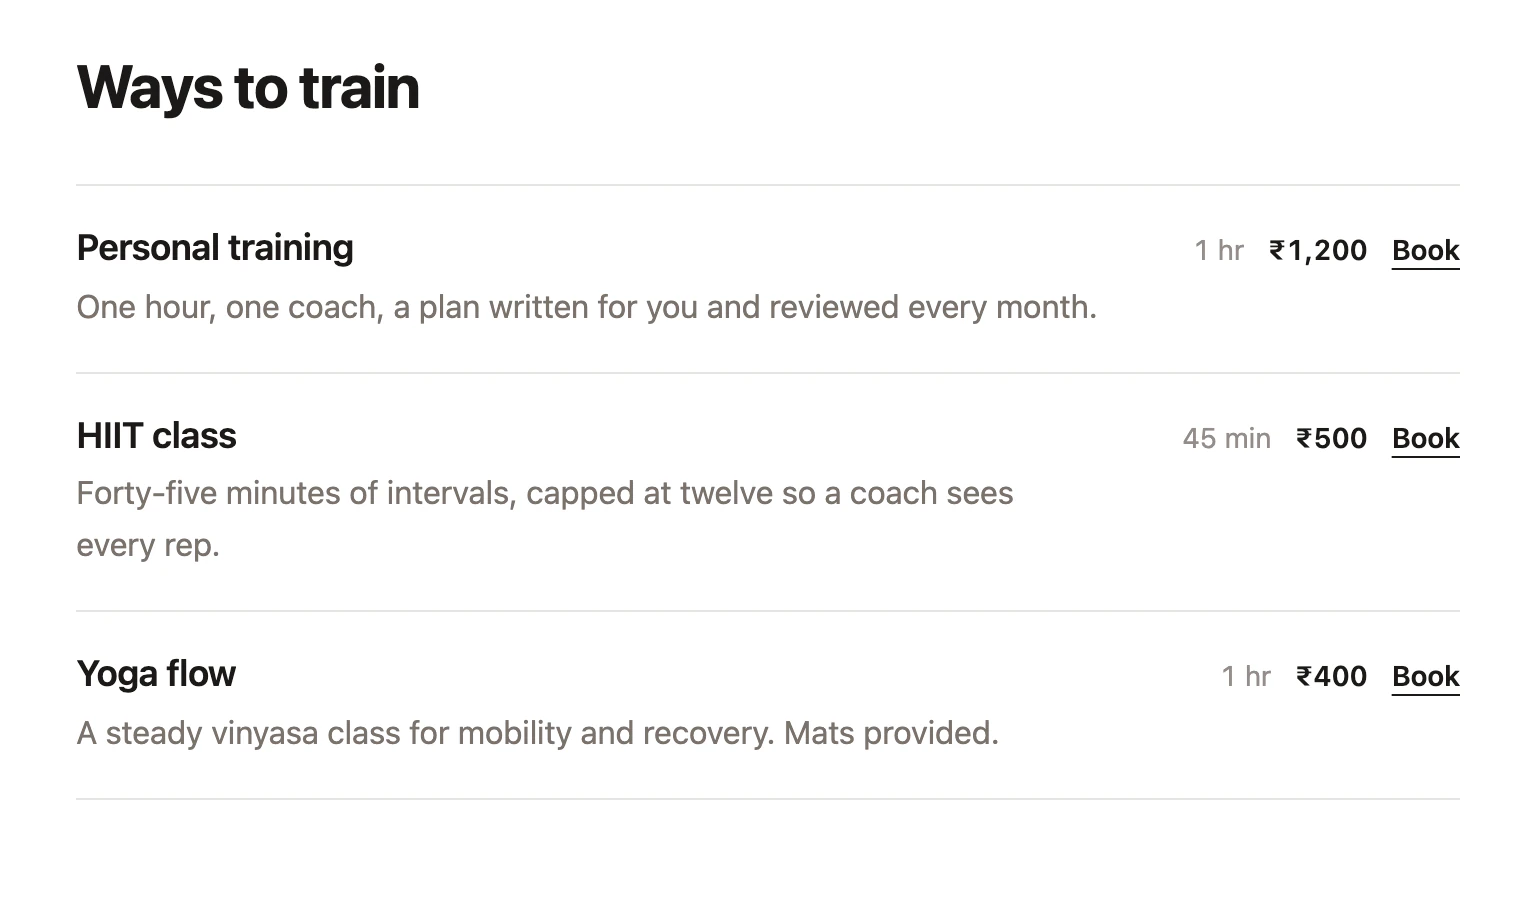 Ways to train
Personal training
1 hr ₹1,200 Book
One hour, one coach, a plan written for you and reviewed every month.
HIIT class
45 min ₹500 Book
Forty-five minutes of intervals, capped at twelve so a coach sees
every rep.
Yoga flow
1 hr ₹400 Book
A steady vinyasa class for mobility and recovery. Mats provided.